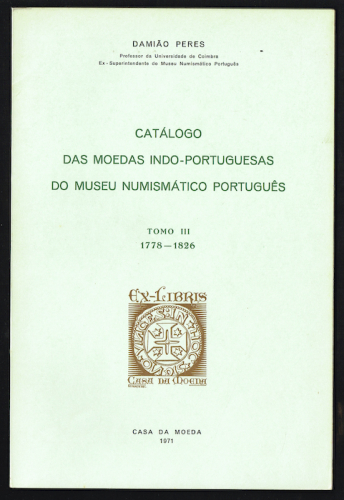 DAMIÃO PERES
Professor da Universidade de Coimbra
Ex-Superintendente do Museu Numismático Português
CATÁLOGO
DAS MOEDAS INDO-PORTUGUESAS
DO MUSEU NUMISMÁTICO PORTUGUÊS
TOMO III
1778 — 1826
EX-LIBRIS
CASA DA MOEDA
CASA DA MOEDA
1971